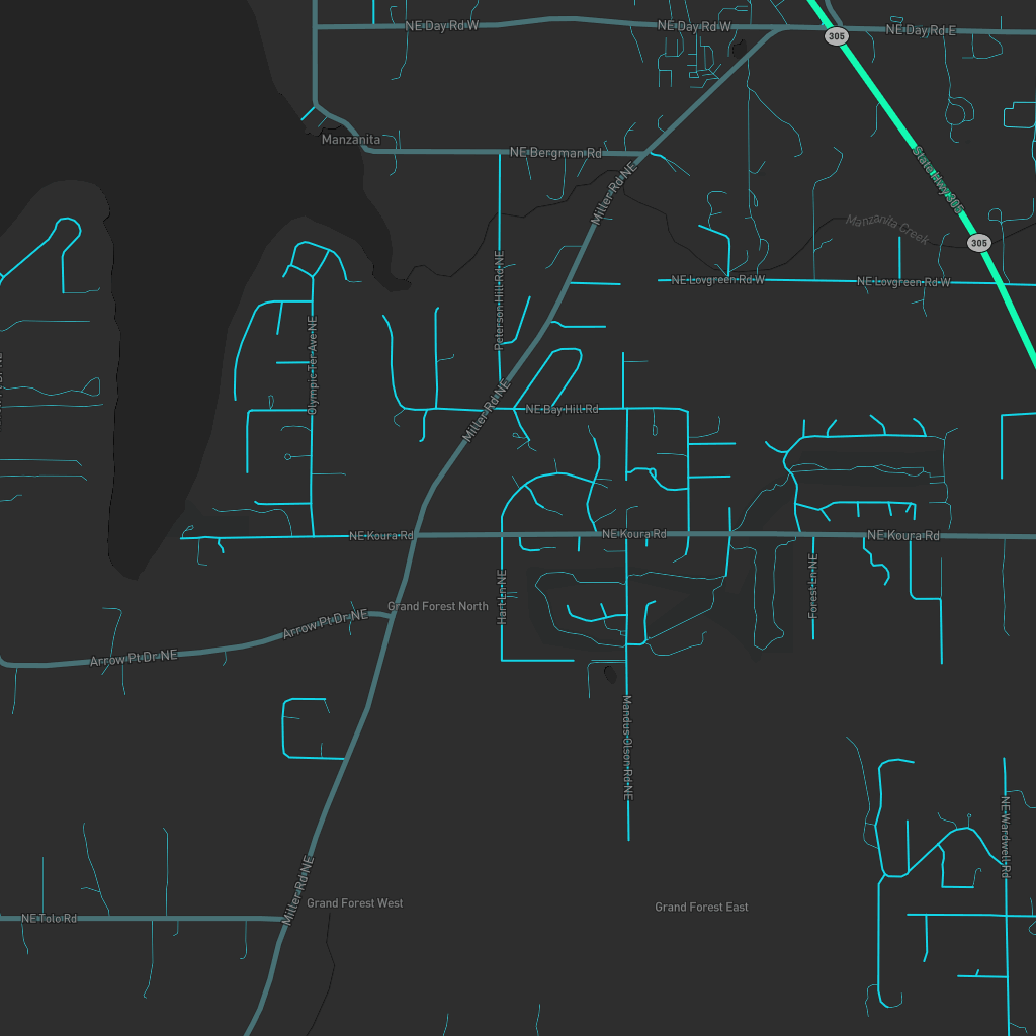 NE Day Rd W
NE Day Rd W
NE Day Rd E
305
Manzanita
NE Bergman Rd
State Hwy 305
Miller Rd NE
Manzanita Creek
305
NE Lovgreen Rd W
NE Lovgreen Rd W
Peterson Hill Rd NE
Olympic Ter Ave NE
Miller Rd NE
NE Bay Hill Rd
NE Koura Rd
NE Koura Rd
NE Koura Rd
Hart Ln NE
Forest Ln NE
Grand Forest North
Arrow Pt Dr NE
Arrow Pt Dr NE
Mandus Olson Rd NE
NE Wardwell Rd
Miller Rd NE
Grand Forest West
Grand Forest East
NE Tolo Rd